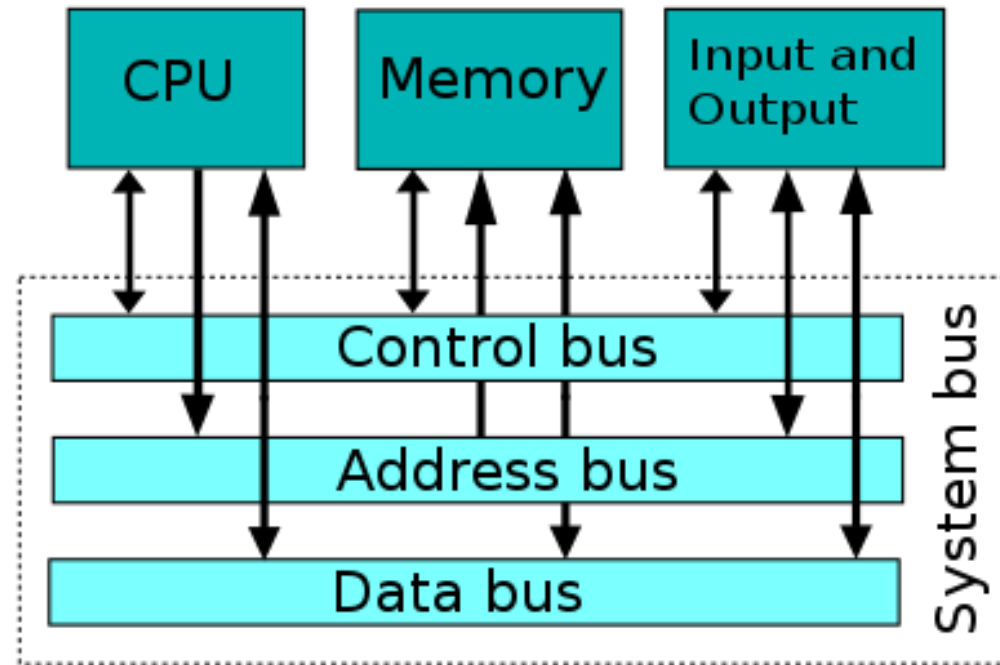 CPU
Memory
Input and
Output
Control bus
Address bus
Data bus
System bus